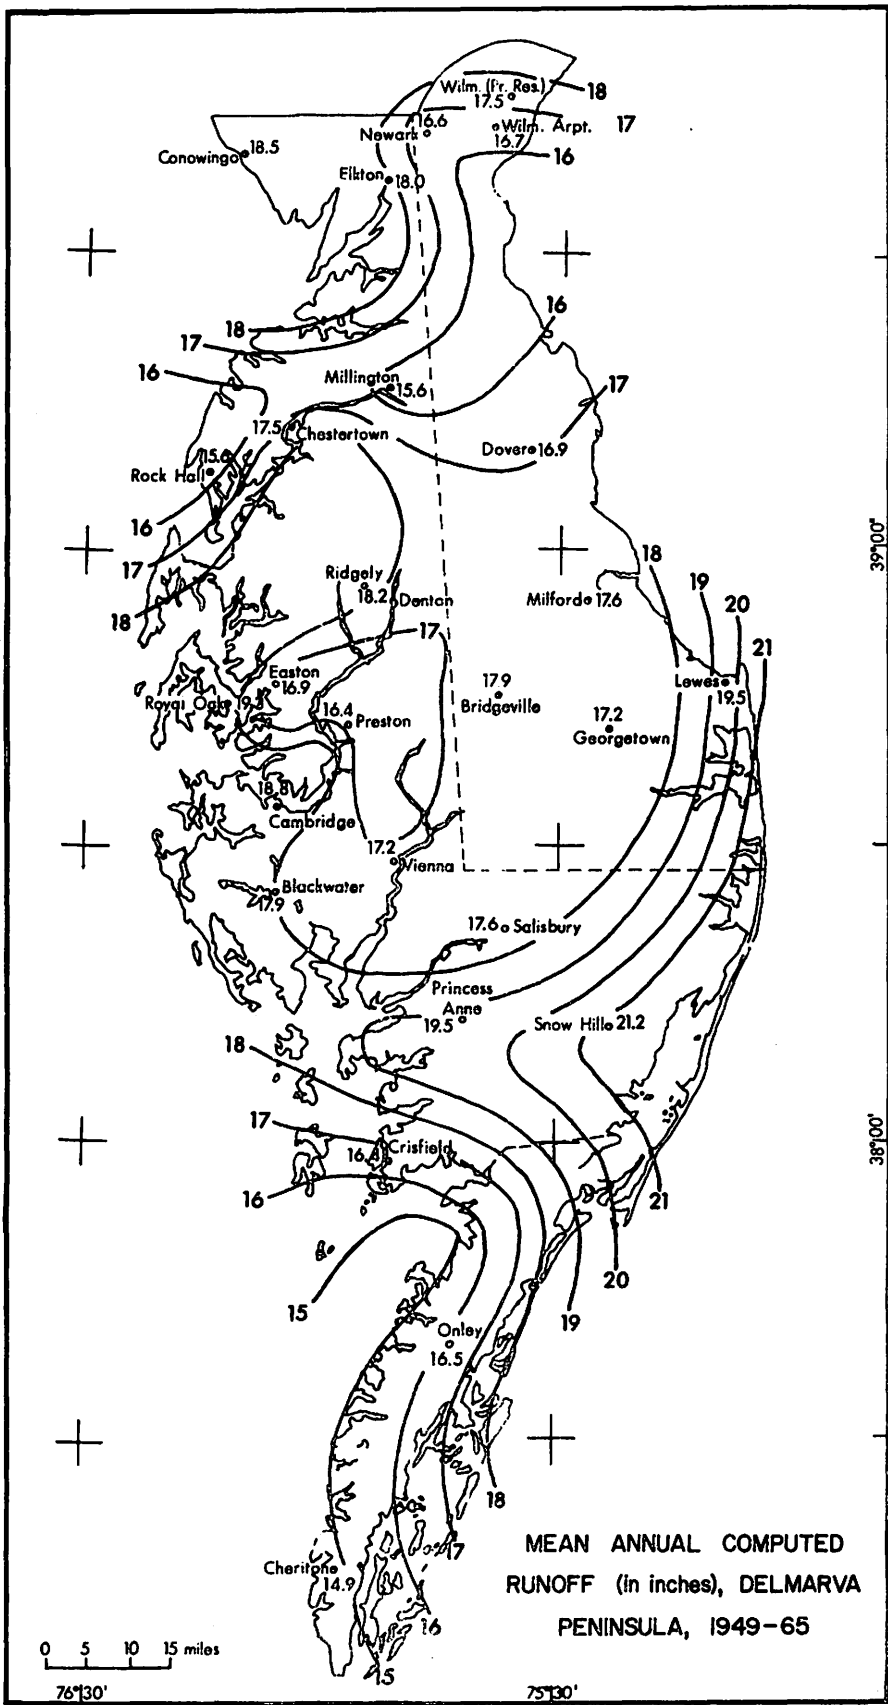 Wilm. (Pr. Res.)
17.5
18
16.6
Newark
Wilm. Arpt.
16.7
17
16
Conowingo 18.5
Elkton 18.0
18
17
16
16
17
Millington
15.6
17.5
Chestertown
Dover 16.9
Rock Hall
16
17
18
39°00'
18
19
20
21
Ridgely
18.2
Denton
Milford 17.6
17
Easton
16.9
Royal Oak 19.3
16.4
Preston
17.9
Bridgeville
17.2
Georgetown
Lewes
19.5
18.8
Cambridge
17.2
Vienna
Blackwater
17.9
17.6 Salisbury
Princess
Anne
19.5
Snow Hill 21.2
18
17
Crisfield
16
38°00'
21
20
19
15
Onley
16.5
18
17
16
15
Cheriton
14.9
MEAN ANNUAL COMPUTED
RUNOFF (in inches), DELMARVA
PENINSULA, 1949-65
0 5 10 15 miles
76°30'
75°30'